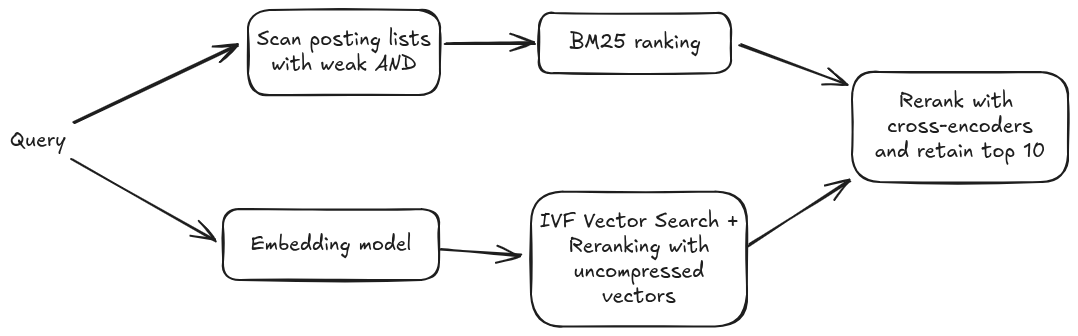 Query
Scan posting lists
with weak AND
BM25 ranking
Embedding model
IVF Vector Search +
Reranking with
uncompressed
vectors
Rerank with
cross-encoders
and retain top 10